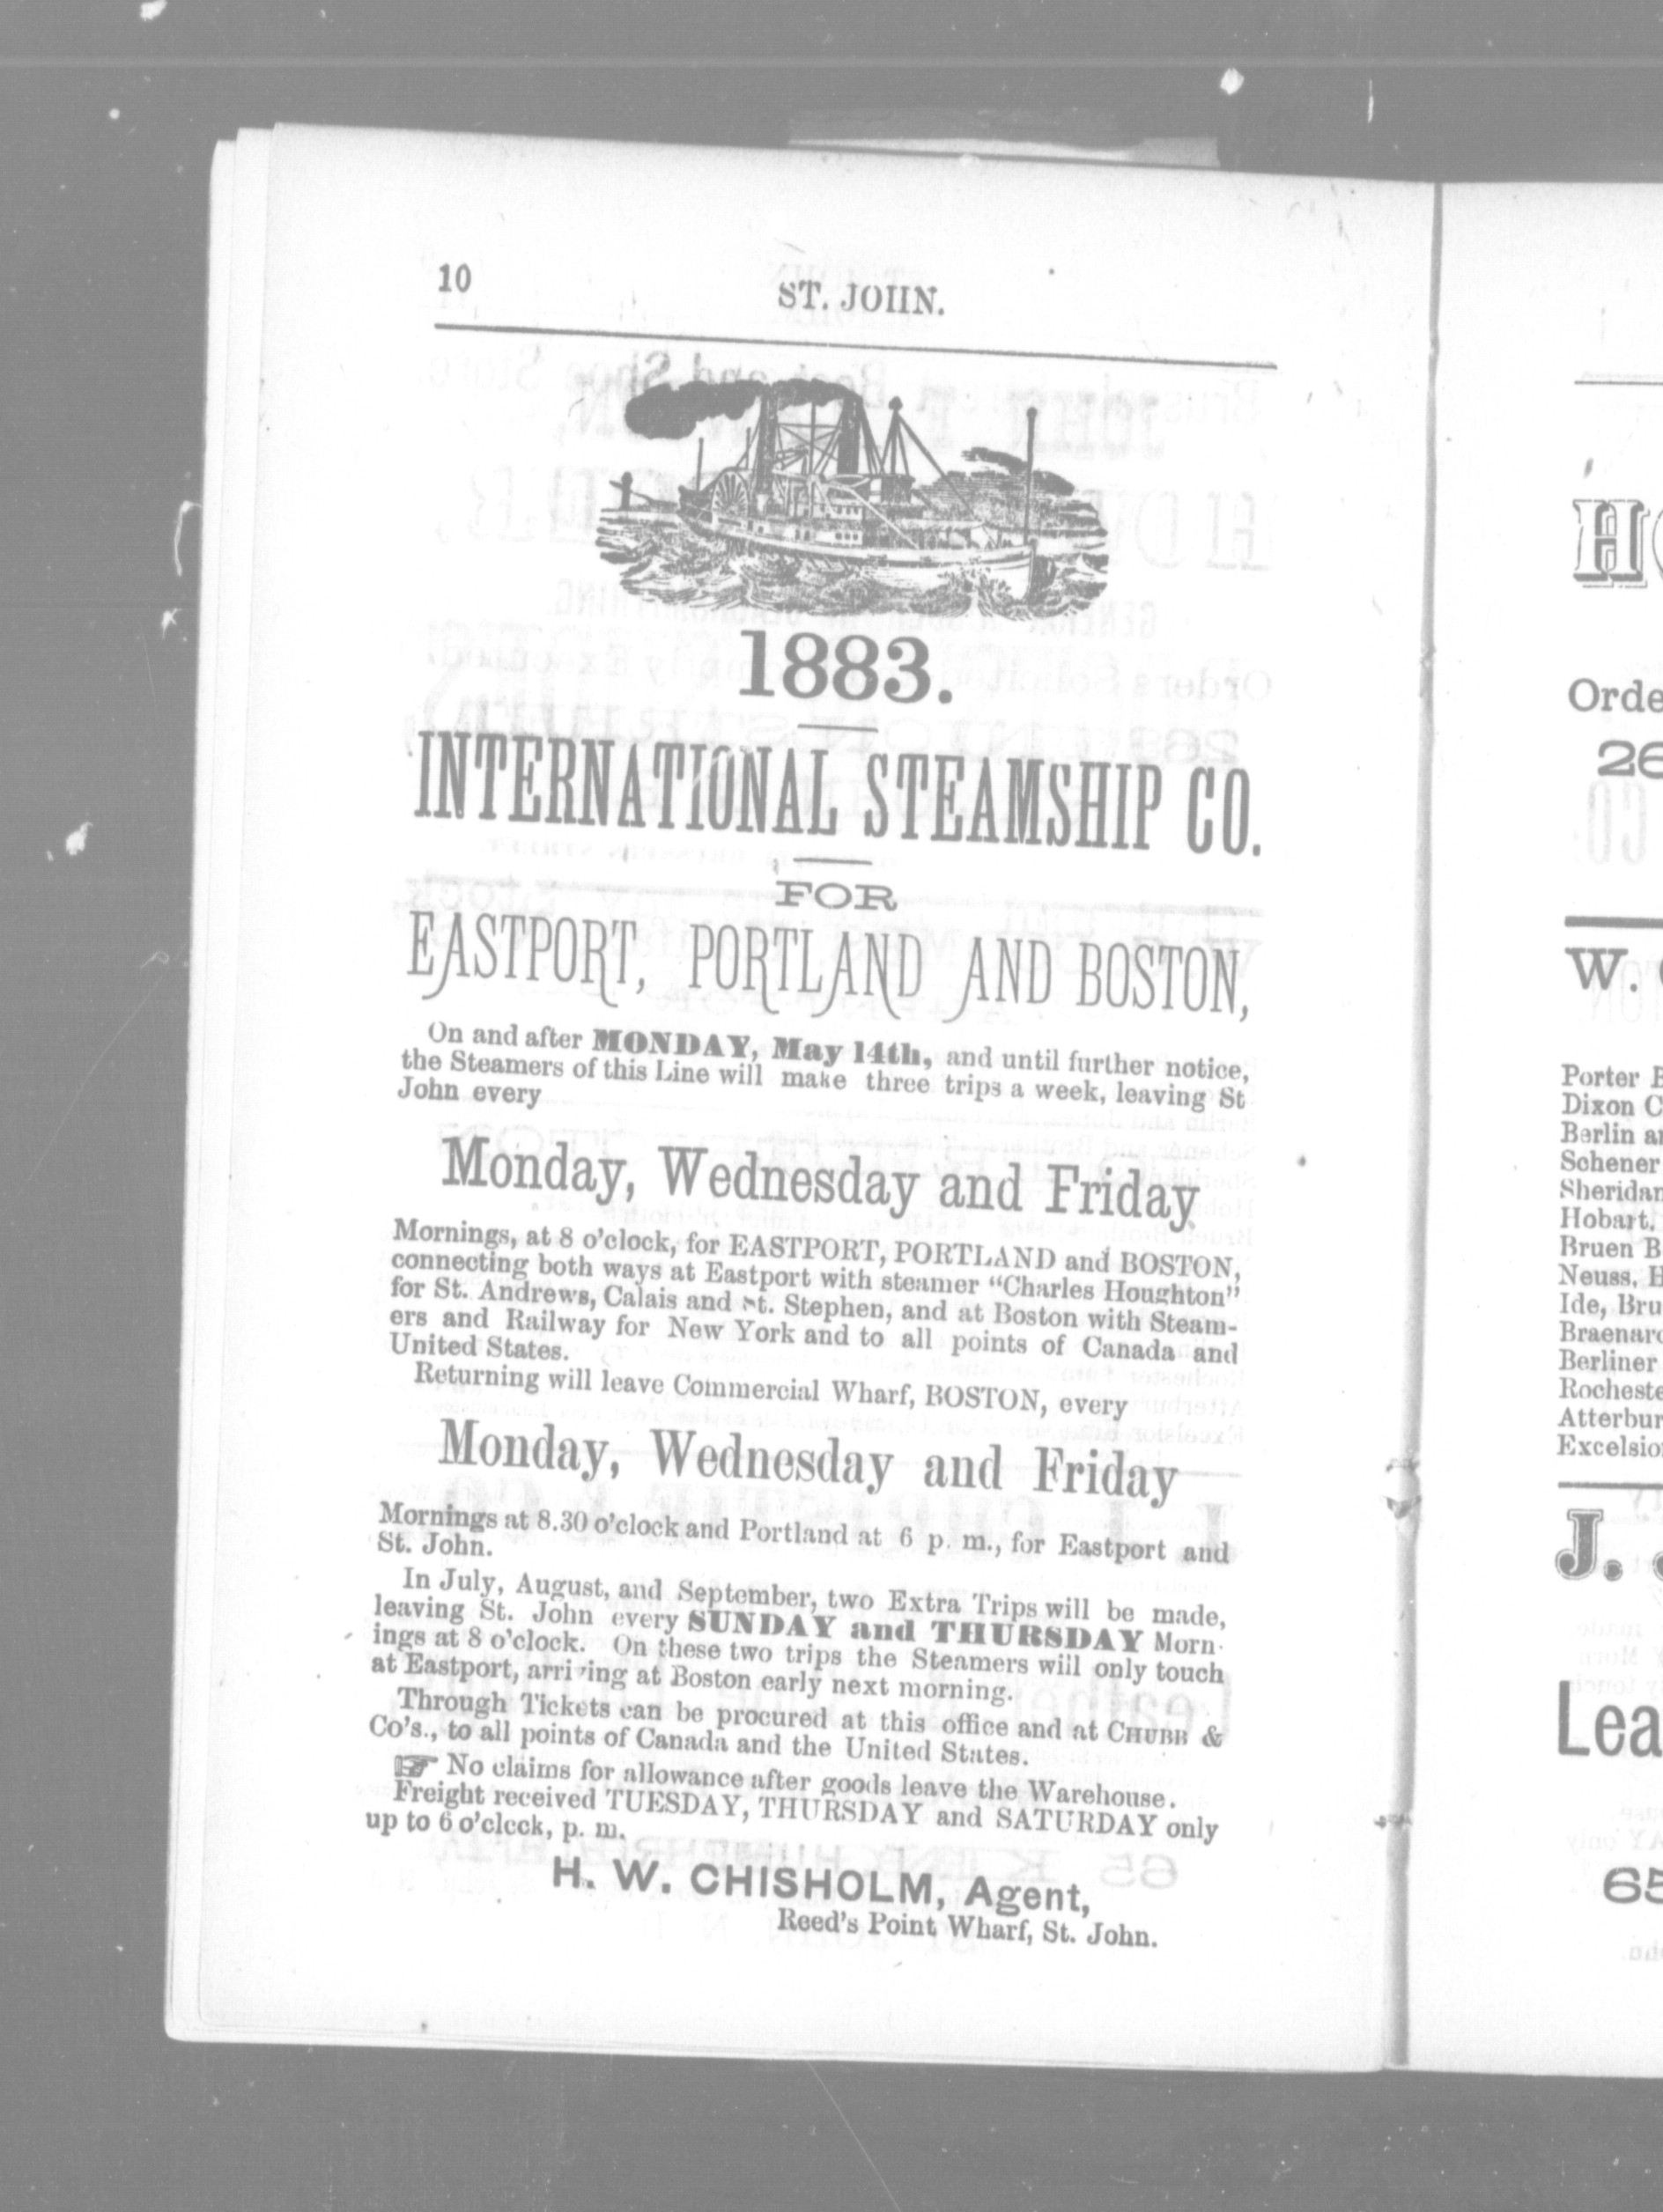 10
ST. JOHN.
1883.
INTERNATIONAL STEAMSHIP CO.
FOR
EASTPORT, PORTLAND AND BOSTON,
On and after MONDAY, May 14th, and until further notice,
the Steamers of this Line will make three trips a week, leaving St
John every
Monday, Wednesday and Friday
Mornings, at 8 o'clock, for EASTPORT, PORTLAND and BOSTON,
connecting both ways at Eastport with steamer "Charles Houghton"
for St. Andrews, Calais and St. Stephen, and at Boston with Steam-
ers and Railway for New York and to all points of Canada and
United States.
Returning will leave Commercial Wharf, BOSTON, every
Monday, Wednesday and Friday
Mornings at 8.30 o'clock and Portland at 6 p. m., for Eastport and
St. John.
In July, August, and September, two Extra Trips will be made,
leaving St. John every SUNDAY and THURSDAY Morn-
ings at 8 o'clock. On these two trips the Steamers will only touch
at Eastport, arriving at Boston early next morning.
Through Tickets can be procured at this office and at CHUBB &
Co's., to all points of Canada and the United States.
☞ No claims for allowance after goods leave the Warehouse.
Freight received TUESDAY, THURSDAY and SATURDAY only
up to 6 o'clock, p. m.
H. W. CHISHOLM, Agent,
Reed's Point Wharf, St. John.
Orde
26
W.
Porter B
Dixon C
Berlin an
Schener
Sheridan
Hobart.
Bruen B
Neuss, H
Ide, Bru
Braenard
Berliner
Rocheste
Atterbur
Excelsior
J.
Lea
65